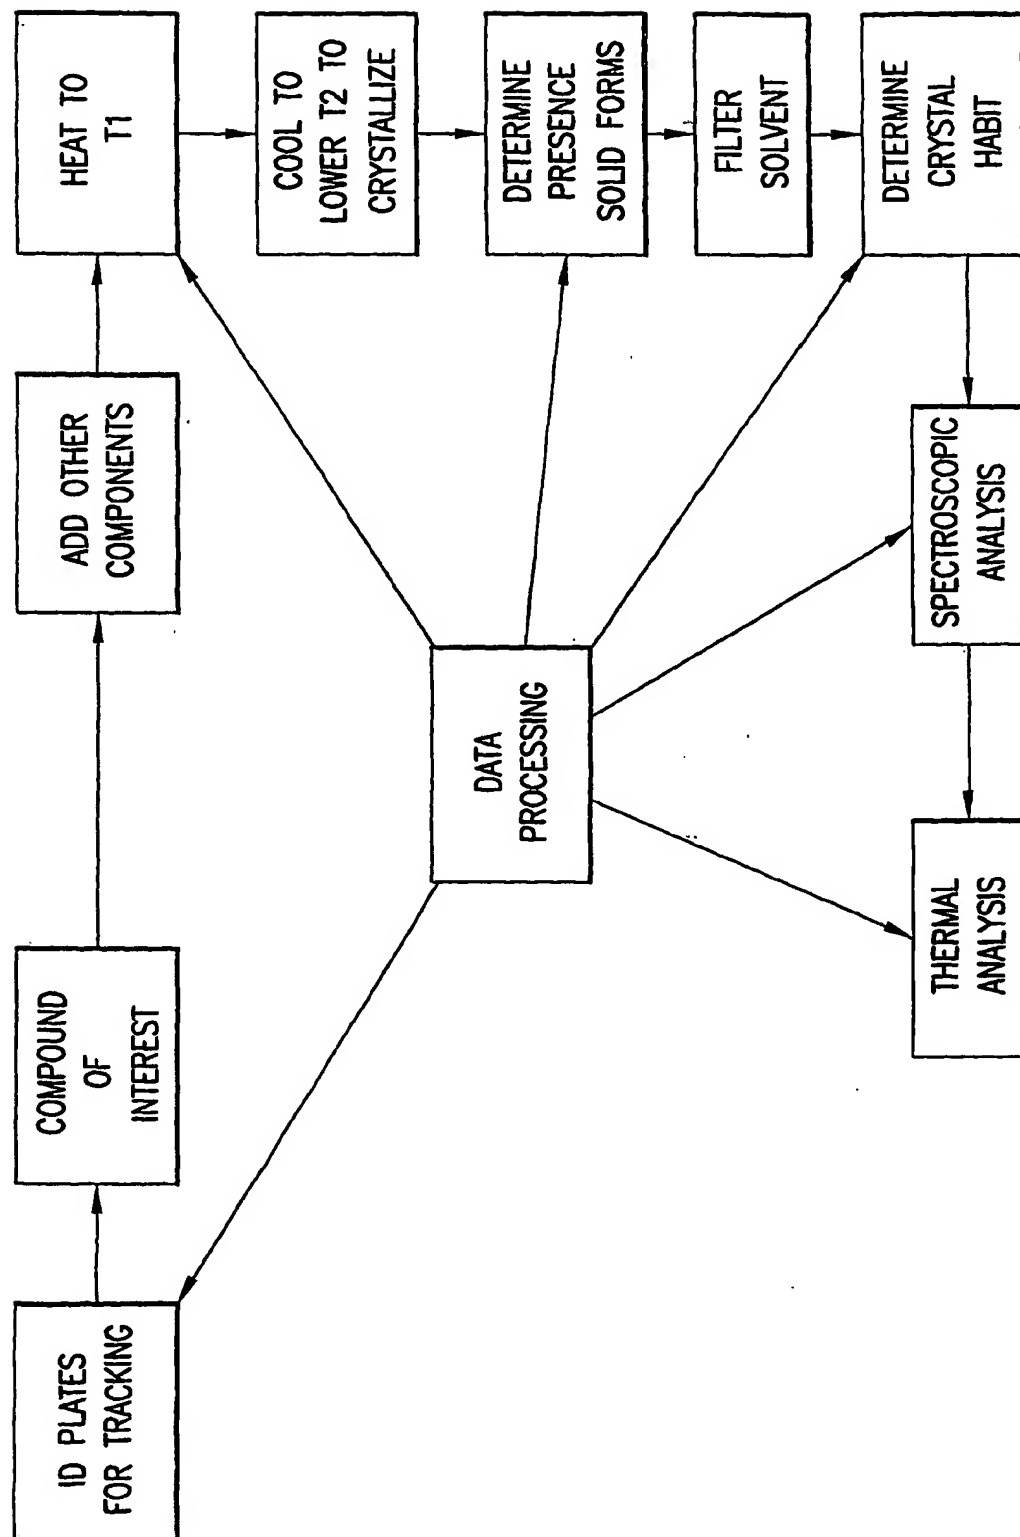 ID PLATES
FOR TRACKING
COMPOUND
OF
INTEREST
ADD OTHER
COMPONENTS
HEAT TO
T1
COOL TO
LOWER T2 TO
CRYSTALLIZE
DETERMINE
PRESENCE
SOLID FORMS
FILTER
SOLVENT
DETERMINE
CRYSTAL
HABIT
SPECTROSCOPIC
ANALYSIS
THERMAL
ANALYSIS
DATA
PROCESSING